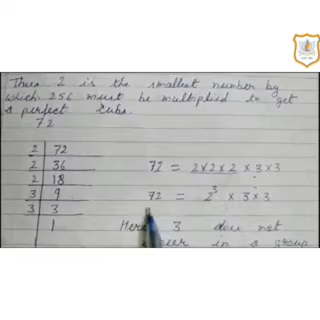 Thus 2 is the smallest number by
which 256 must be multiplied to get
a perfect cube.
72
2 | 72
2 | 36
2 | 18
3 | 9
3 | 3
1
72 = 2×2×2 × 3×3
72 = 2³ × 3×3
Here 3 does not
in a group